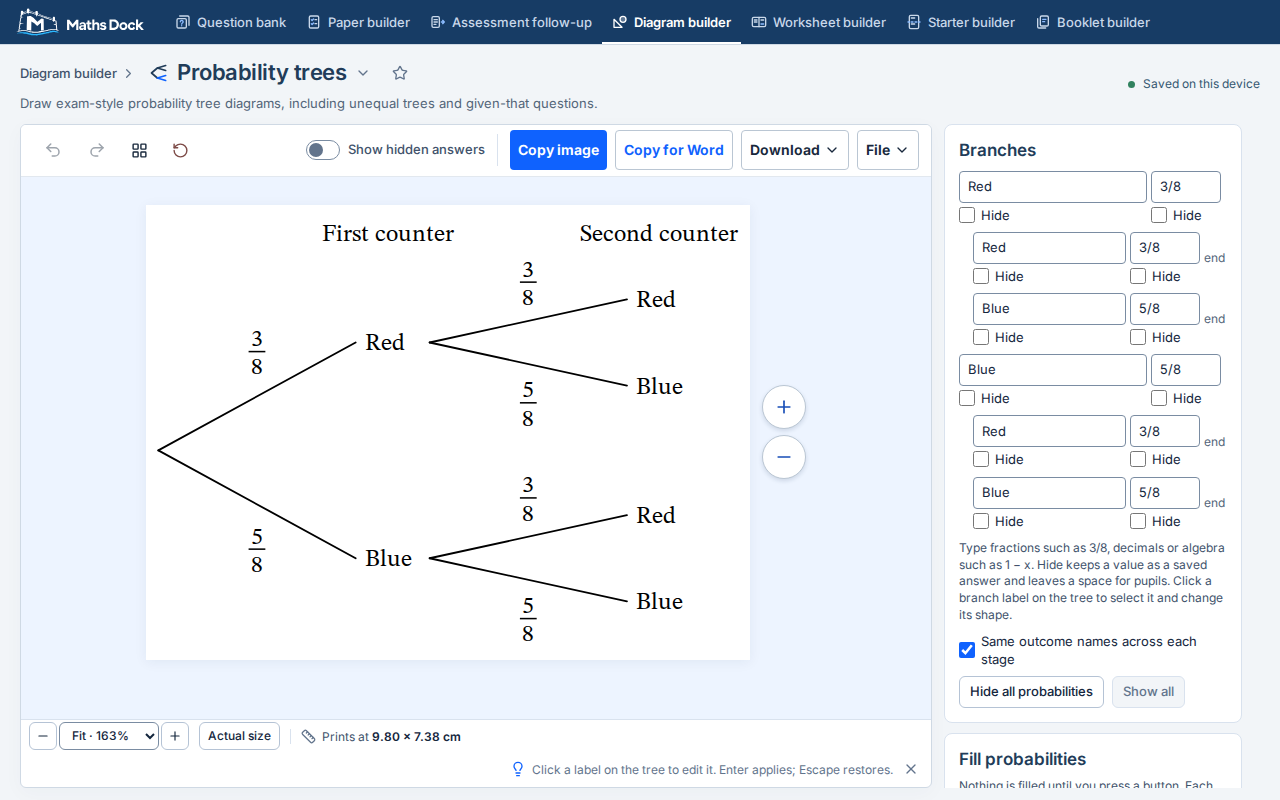 Maths Dock
Question bank
Paper builder
Assessment follow-up
Diagram builder
Worksheet builder
Starter builder
Booklet builder
Diagram builder
Probability trees
Draw exam-style probability tree diagrams, including unequal trees and given-that questions.
Saved on this device
Show hidden answers
Copy image
Copy for Word
Download
File
First counter
Second counter
3/8
Red
3/8
Red
5/8
Blue
5/8
Blue
3/8
Red
5/8
Blue
Fit · 163%
Actual size
Prints at 9.80 × 7.38 cm
Click a label on the tree to edit it. Enter applies; Escape restores.
Branches
Red 3/8
Hide Hide
Red 3/8 end
Hide Hide
Blue 5/8 end
Hide Hide
Blue 5/8
Hide Hide
Red 3/8 end
Hide Hide
Blue 5/8 end
Hide Hide
Type fractions such as 3/8, decimals or algebra
such as 1 − x. Hide keeps a value as a saved
answer and leaves a space for pupils. Click a
branch label on the tree to select it and change
its shape.
Same outcome names across each
stage
Hide all probabilities
Show all
Fill probabilities
Nothing is filled until you press a button. Each